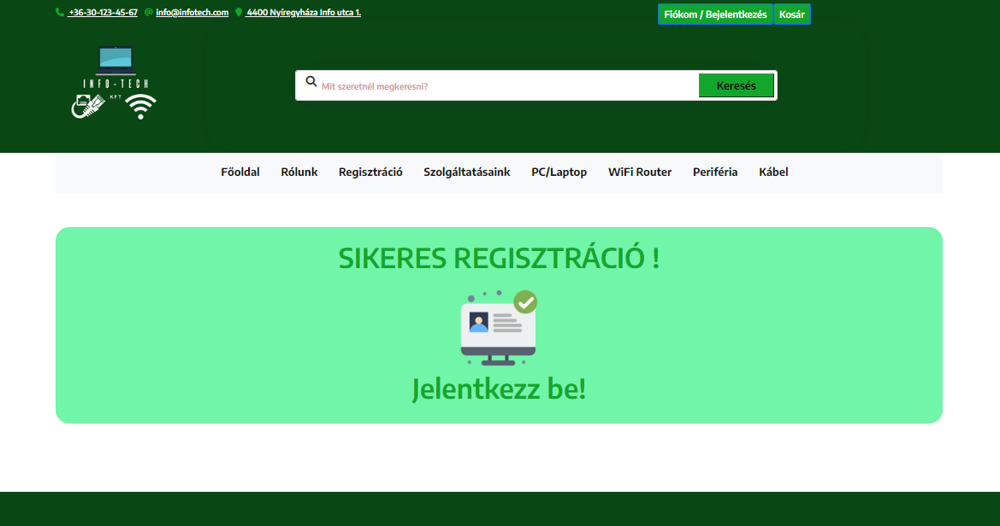 +36-30-123-45-67 info@infotech.com 4400 Nyíregyháza Info utca 1. Fiókom / Bejelentkezés Kosár
INFO-TECH
KFT
Mit szeretnél megkeresni? Keresés
Főoldal Rólunk Regisztráció Szolgáltatásaink PC/Laptop WiFi Router Periféria Kábel
SIKERES REGISZTRÁCIÓ !
Jelentkezz be!